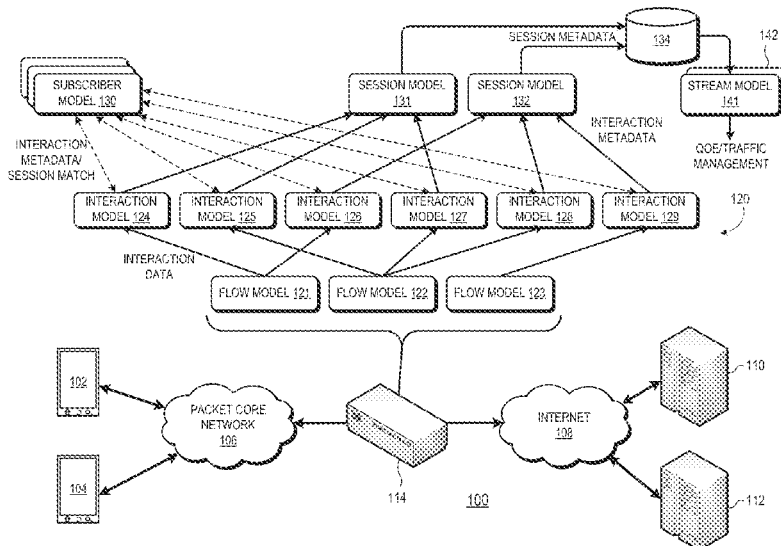 SESSION METADATA
134
142
SUBSCRIBER
MODEL 130
SESSION MODEL
131
SESSION MODEL
132
STREAM MODEL
141
INTERACTION
METADATA/
SESSION MATCH
INTERACTION
METADATA
QOE/TRAFFIC
MANAGEMENT
INTERACTION
MODEL 124
INTERACTION
MODEL 125
INTERACTION
MODEL 126
INTERACTION
MODEL 127
INTERACTION
MODEL 128
INTERACTION
MODEL 129
120
INTERACTION
DATA
FLOW MODEL 121
FLOW MODEL 122
FLOW MODEL 123
102
PACKET CORE
NETWORK
106
INTERNET
108
110
104
114
100
112